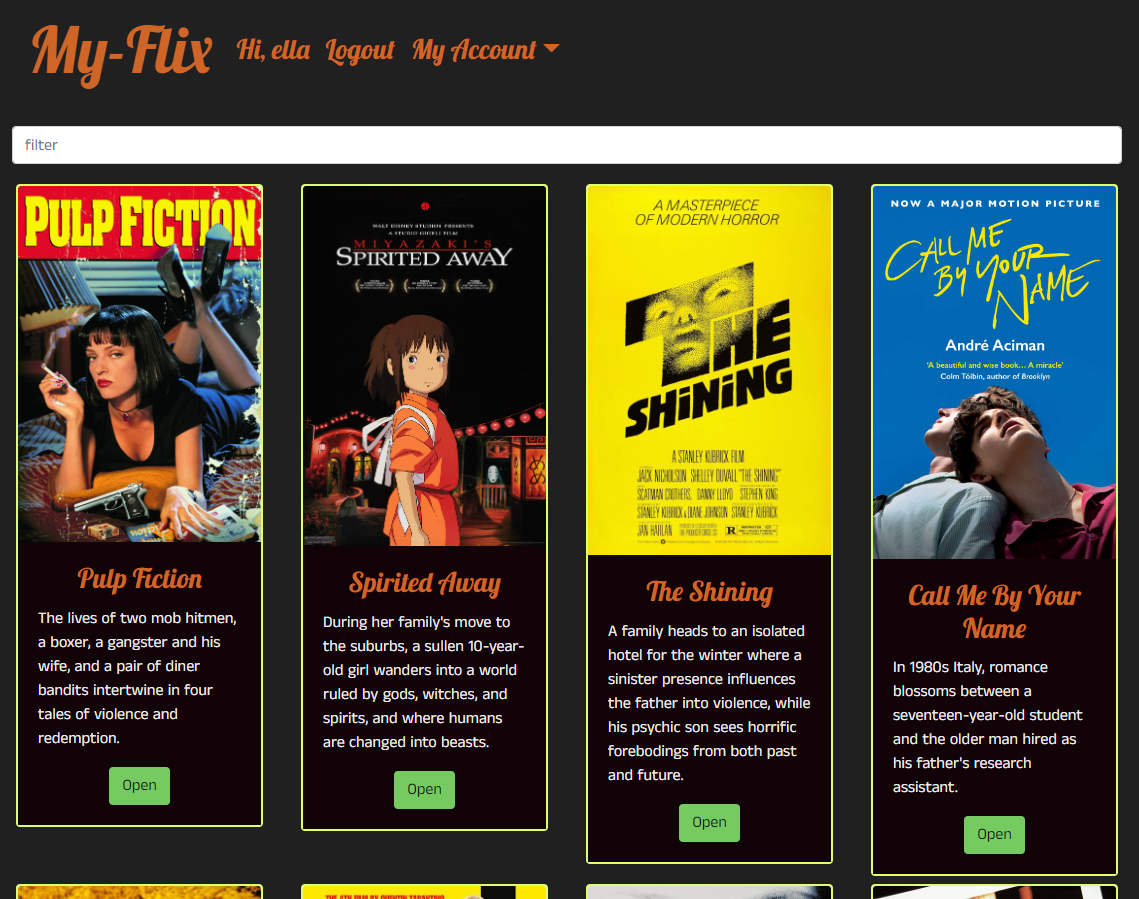 My-Flix
Hi, ella
Logout
My Account
filter
PULP FICTION
WALT DISNEY STUDIOS PRESENTS
A STUDIO GHIBLI FILM
MIYAZAKI'S
SPIRITED AWAY
A MASTERPIECE
OF MODERN HORROR
THE
SHiNiNG
A STANLEY KUBRICK FILM
JACK NICHOLSON SHELLEY DUVALL "THE SHINING"
SCATMAN CROTHERS, DANNY LLOYD STEPHEN KING
STANLEY KUBRICK & DIANE JOHNSON STANLEY KUBRICK
JAN HARLAN
R
NOW A MAJOR MOTION PICTURE
CALL ME
BY YOUR
NAME
André Aciman
'A beautiful and wise book... A miracle'
Colm Tóibín, author of Brooklyn
Pulp Fiction
The lives of two mob hitmen,
a boxer, a gangster and his
wife, and a pair of diner
bandits intertwine in four
tales of violence and
redemption.
Open
Spirited Away
During her family's move to
the suburbs, a sullen 10-year-
old girl wanders into a world
ruled by gods, witches, and
spirits, and where humans
are changed into beasts.
Open
The Shining
A family heads to an isolated
hotel for the winter where a
sinister presence influences
the father into violence, while
his psychic son sees horrific
forebodings from both past
and future.
Open
Call Me By Your
Name
In 1980s Italy, romance
blossoms between a
seventeen-year-old student
and the older man hired as
his father's research
assistant.
Open
THE 4TH FILM BY QUENTIN TARANTINO